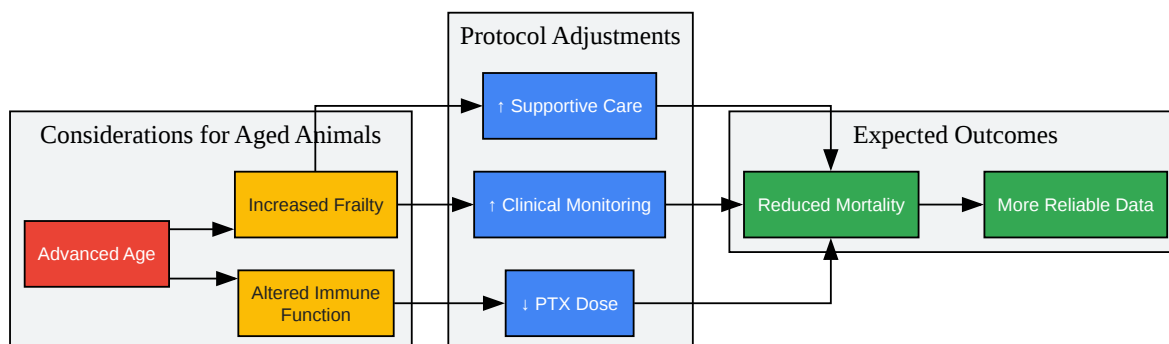 Considerations for Aged Animals
Advanced Age
Increased Frailty
Altered Immune
Function
Protocol Adjustments
↑ Supportive Care
↑ Clinical Monitoring
↓ PTX Dose
Expected Outcomes
Reduced Mortality
More Reliable Data